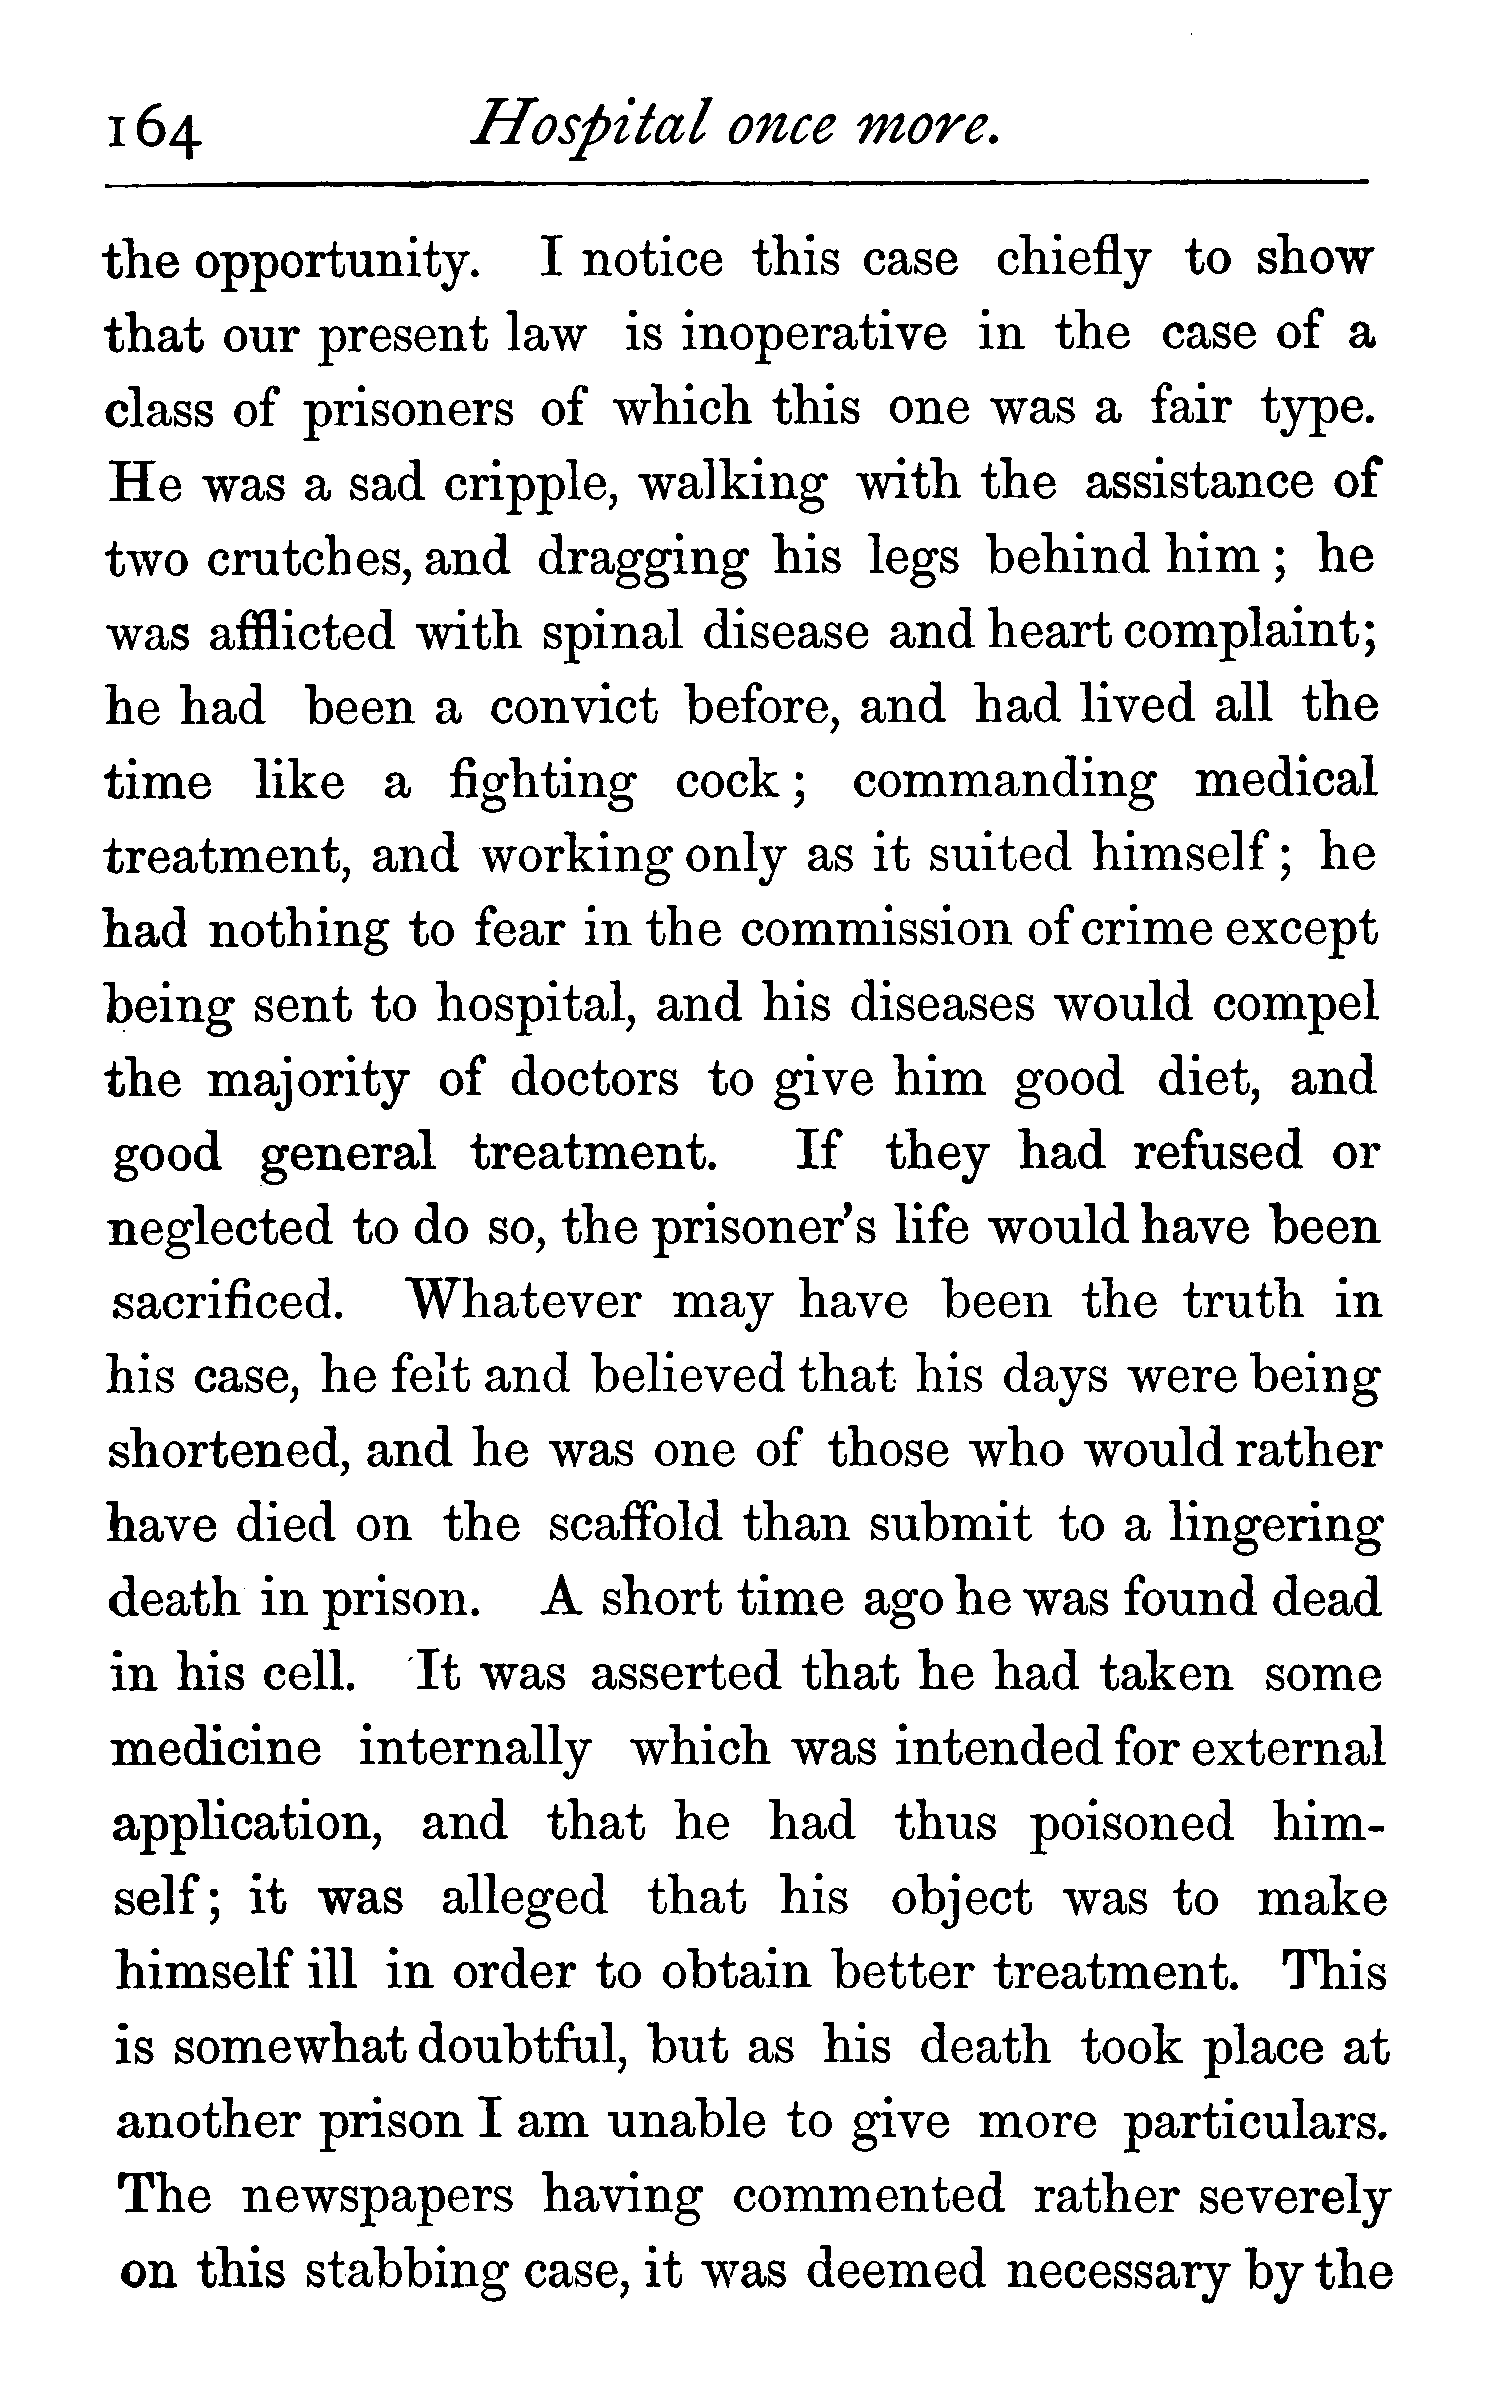 164 Hospital once more.
the opportunity. I notice this case chiefly to show
that our present law is inoperative in the case of a
class of prisoners of which this one was a fair type.
He was a sad cripple, walking with the assistance of
two crutches, and dragging his legs behind him ; he
was afflicted with spinal disease and heart complaint;
he had been a convict before, and had lived all the
time like a fighting cock ; commanding medical
treatment, and working only as it suited himself ; he
had nothing to fear in the commission of crime except
being sent to hospital, and his diseases would compel
the majority of doctors to give him good diet, and
good general treatment. If they had refused or
neglected to do so, the prisoner's life would have been
sacrificed. Whatever may have been the truth in
his case, he felt and believed that his days were being
shortened, and he was one of those who would rather
have died on the scaffold than submit to a lingering
death in prison. A short time ago he was found dead
in his cell. It was asserted that he had taken some
medicine internally which was intended for external
application, and that he had thus poisoned him-
self ; it was alleged that his object was to make
himself ill in order to obtain better treatment. This
is somewhat doubtful, but as his death took place at
another prison I am unable to give more particulars.
The newspapers having commented rather severely
on this stabbing case, it was deemed necessary by the